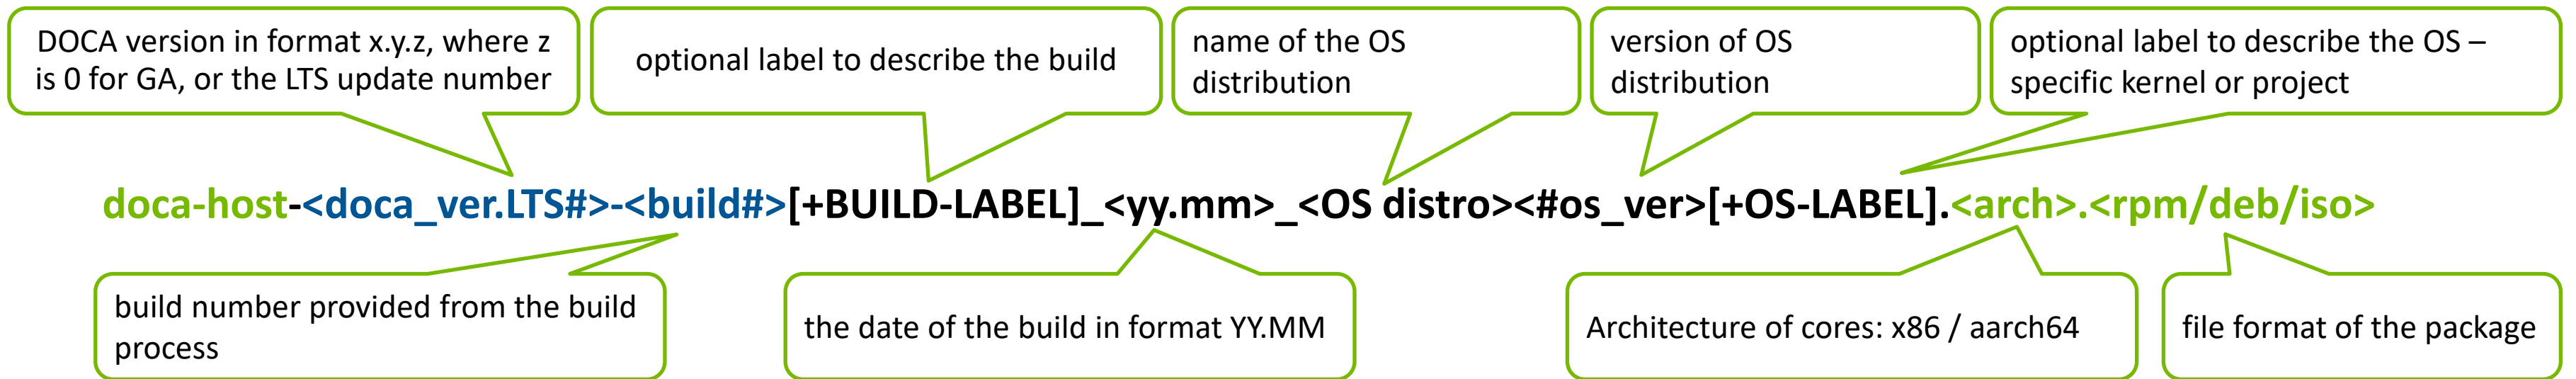 DOCA version in format x.y.z, where z
is 0 for GA, or the LTS update number
optional label to describe the build
name of the OS
distribution
version of OS
distribution
optional label to describe the OS –
specific kernel or project
doca-host-<doca_ver.LTS#>-<build#>[+BUILD-LABEL]_<yy.mm>_<OS distro><#os_ver>[+OS-LABEL].<arch>.<rpm/deb/iso>
build number provided from the build
process
the date of the build in format YY.MM
Architecture of cores: x86 / aarch64
file format of the package